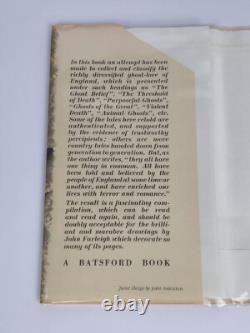 In this book an attempt has been
made to collect and classify the
richly diversified ghost-lore of
England, which is presented
under such headings as "The
Ghost Belief", "The Threshold
of Death", "Purposeful Ghosts",
"Ghosts of the Great", "Violent
Death", "Animal Ghosts", etc.
Some of the tales here retold are
authenticated, and supported
by the evidence of trustworthy
participants; others are mere
country tales handed down from
generation to generation. But, as
the author writes, "they all have
one thing in common. All have
been told and believed by the
people of England at some time or
another, and have enriched our
lives with terror and romance."
The result is a fascinating com-
pilation, which can be read
and read again, and should be
doubly acceptable for the brilli-
ant and macabre drawings by
John Farleigh which decorate so
many of its pages.
A BATSFORD BOOK
Jacket design by JOHN FARLEIGH